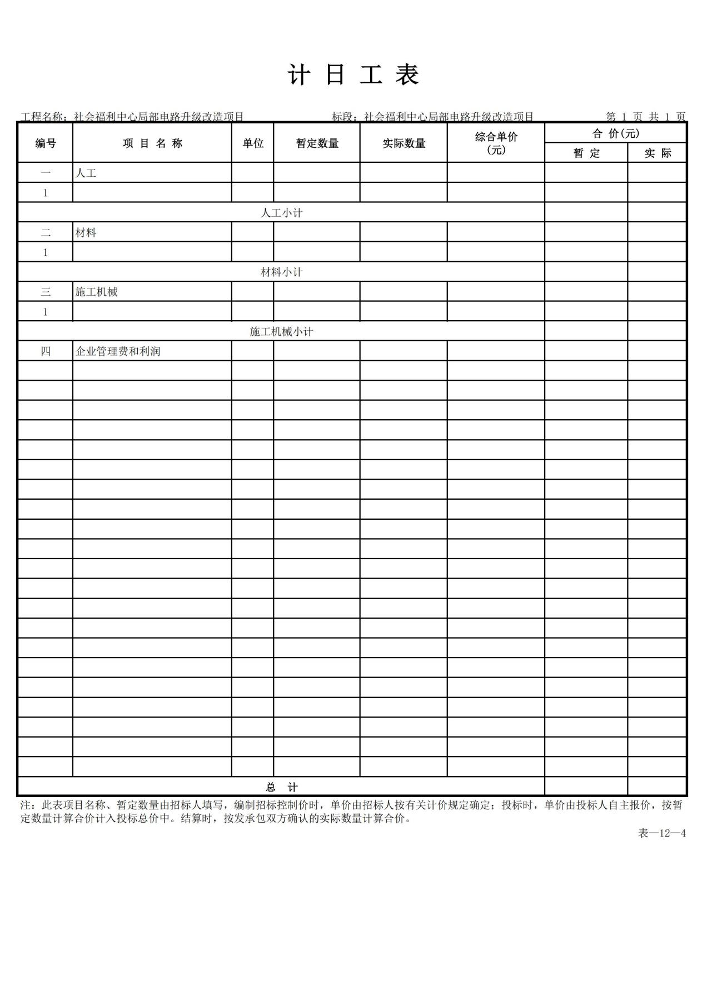 计 日 工 表
工程名称：社会福利中心局部电路升级改造项目 标段：社会福利中心局部电路升级改造项目 第 1 页 共 1 页
编号 项 目 名 称 单位 暂定数量 实际数量 综合单价(元) 合 价(元)
暂 定 实 际
一 人工
1
人工小计
二 材料
1
材料小计
三 施工机械
1
施工机械小计
四 企业管理费和利润
总 计
注：此表项目名称、暂定数量由招标人填写，编制招标控制价时，单价由招标人按有关计价规定确定；投标时，单价由投标人自主报价，按暂
定数量计算合价计入投标总价中。结算时，按发承包双方确认的实际数量计算合价。
表—12—4